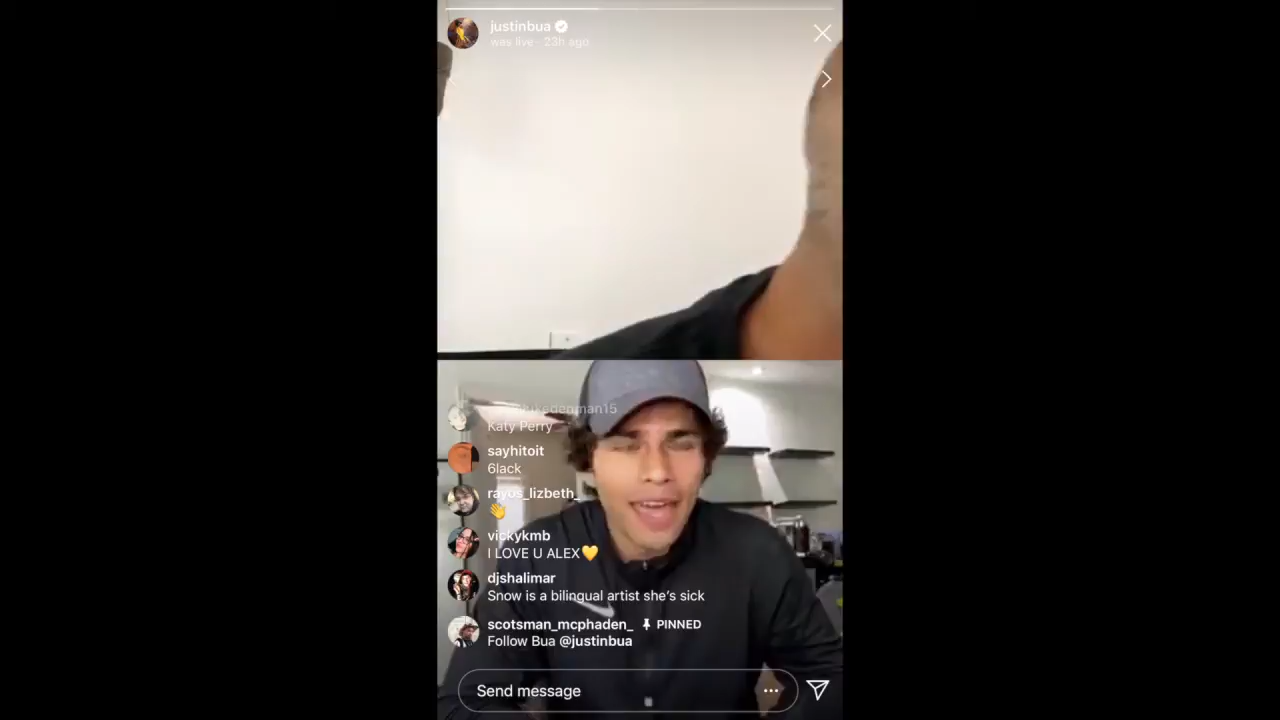 justinbua
was live · 23h ago
Katy Perry
sayhitoit
6lack
rayos_lizbeth_
👋
vickykmb
I LOVE U ALEX💛
djshalimar
Snow is a bilingual artist she's sick
scotsman_mcphaden_ PINNED
Follow Bua @justinbua
Send message